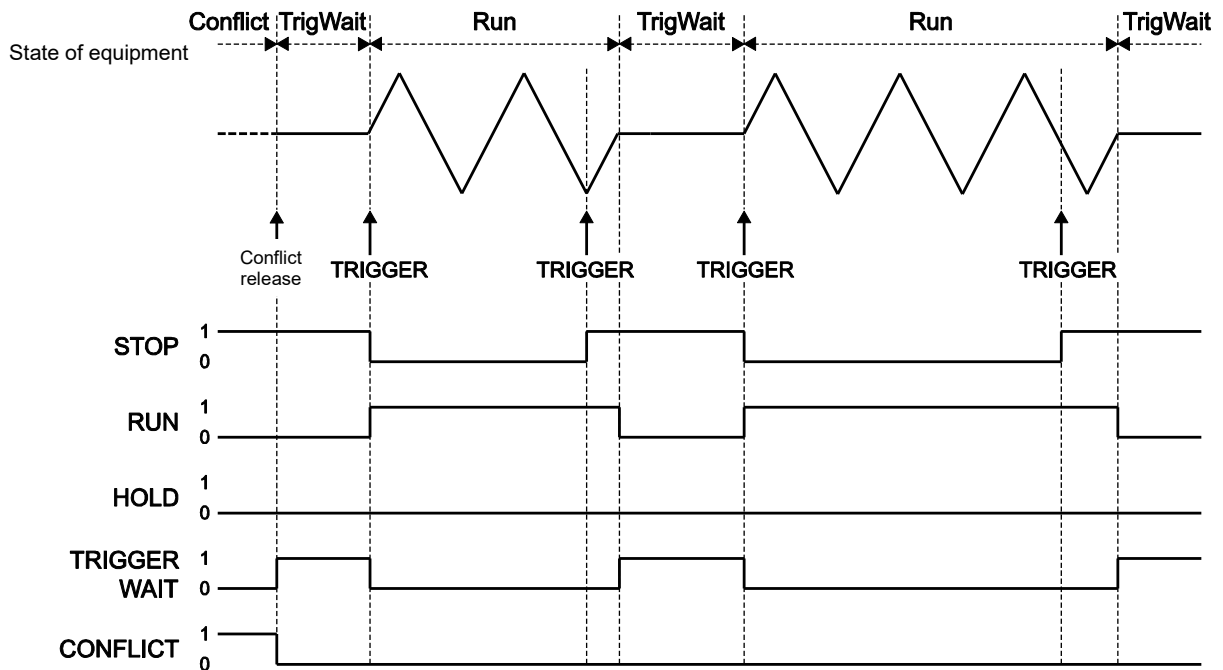 Conflict TrigWait Run TrigWait Run TrigWait
State of equipment
Conflict
release
TRIGGER TRIGGER TRIGGER TRIGGER
STOP 1
0
RUN 1
0
HOLD 1
0
TRIGGER
WAIT 1
0
CONFLICT 1
0